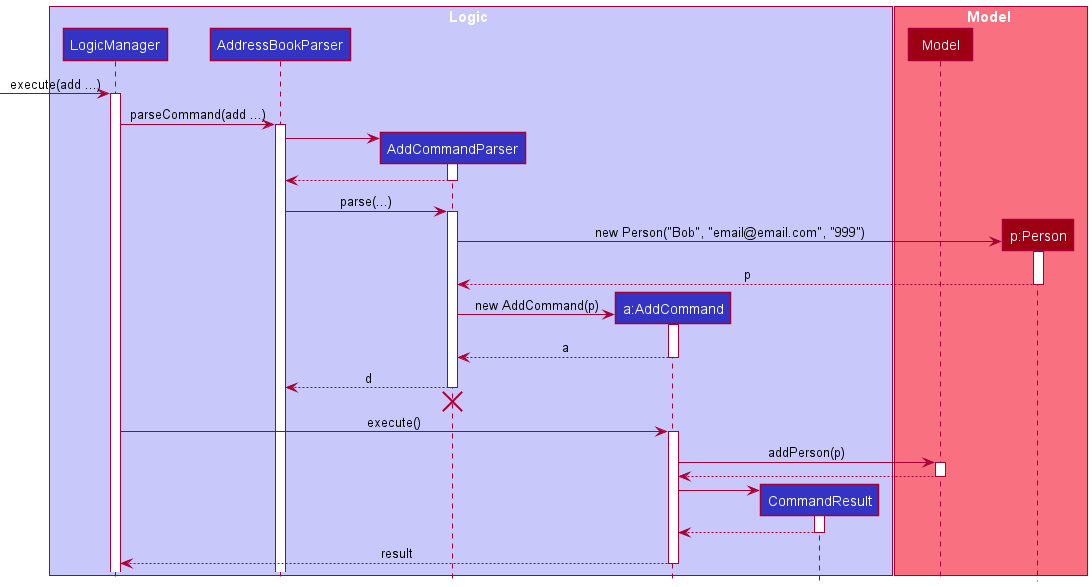 Logic
Model
LogicManager
AddressBookParser
Model
execute(add ...)
parseCommand(add ...)
AddCommandParser
parse(...)
new Person("Bob", "email@email.com", "999")
p:Person
p
new AddCommand(p)
a:AddCommand
a
d
execute()
addPerson(p)
CommandResult
result